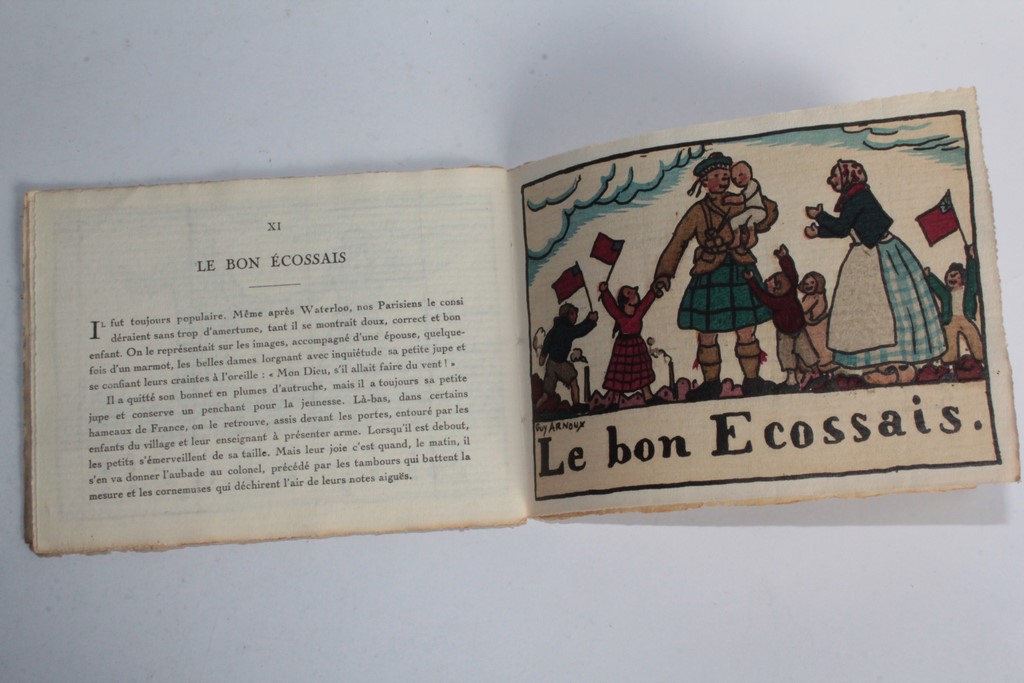 XI
LE BON ÉCOSSAIS
IL fut toujours populaire. Même après Waterloo, nos Parisiens le consi
déraient sans trop d'amertume, tant il se montrait doux, correct et bon
enfant. On le représentait sur les images, accompagné d'une épouse, quelque-
fois d'un marmot, les belles dames lorgnant avec inquiétude sa petite jupe et
se confiant leurs craintes à l'oreille : « Mon Dieu, s'il allait faire du vent ! »
Il a quitté son bonnet en plumes d'autruche, mais il a toujours sa petite
jupe et conserve un penchant pour la jeunesse. Là-bas, dans certains
hameaux de France, on le retrouve, assis devant les portes, entouré par les
enfants du village et leur enseignant à présenter arme. Lorsqu'il est debout,
les petits s'émerveillent de sa taille. Mais leur joie c'est quand, le matin, il
s'en va donner l'aubade au colonel, précédé par les tambours qui battent la
mesure et les cornemuses qui déchirent l'air de leurs notes aiguës.
GUY ARNOUX
Le bon Ecossais.